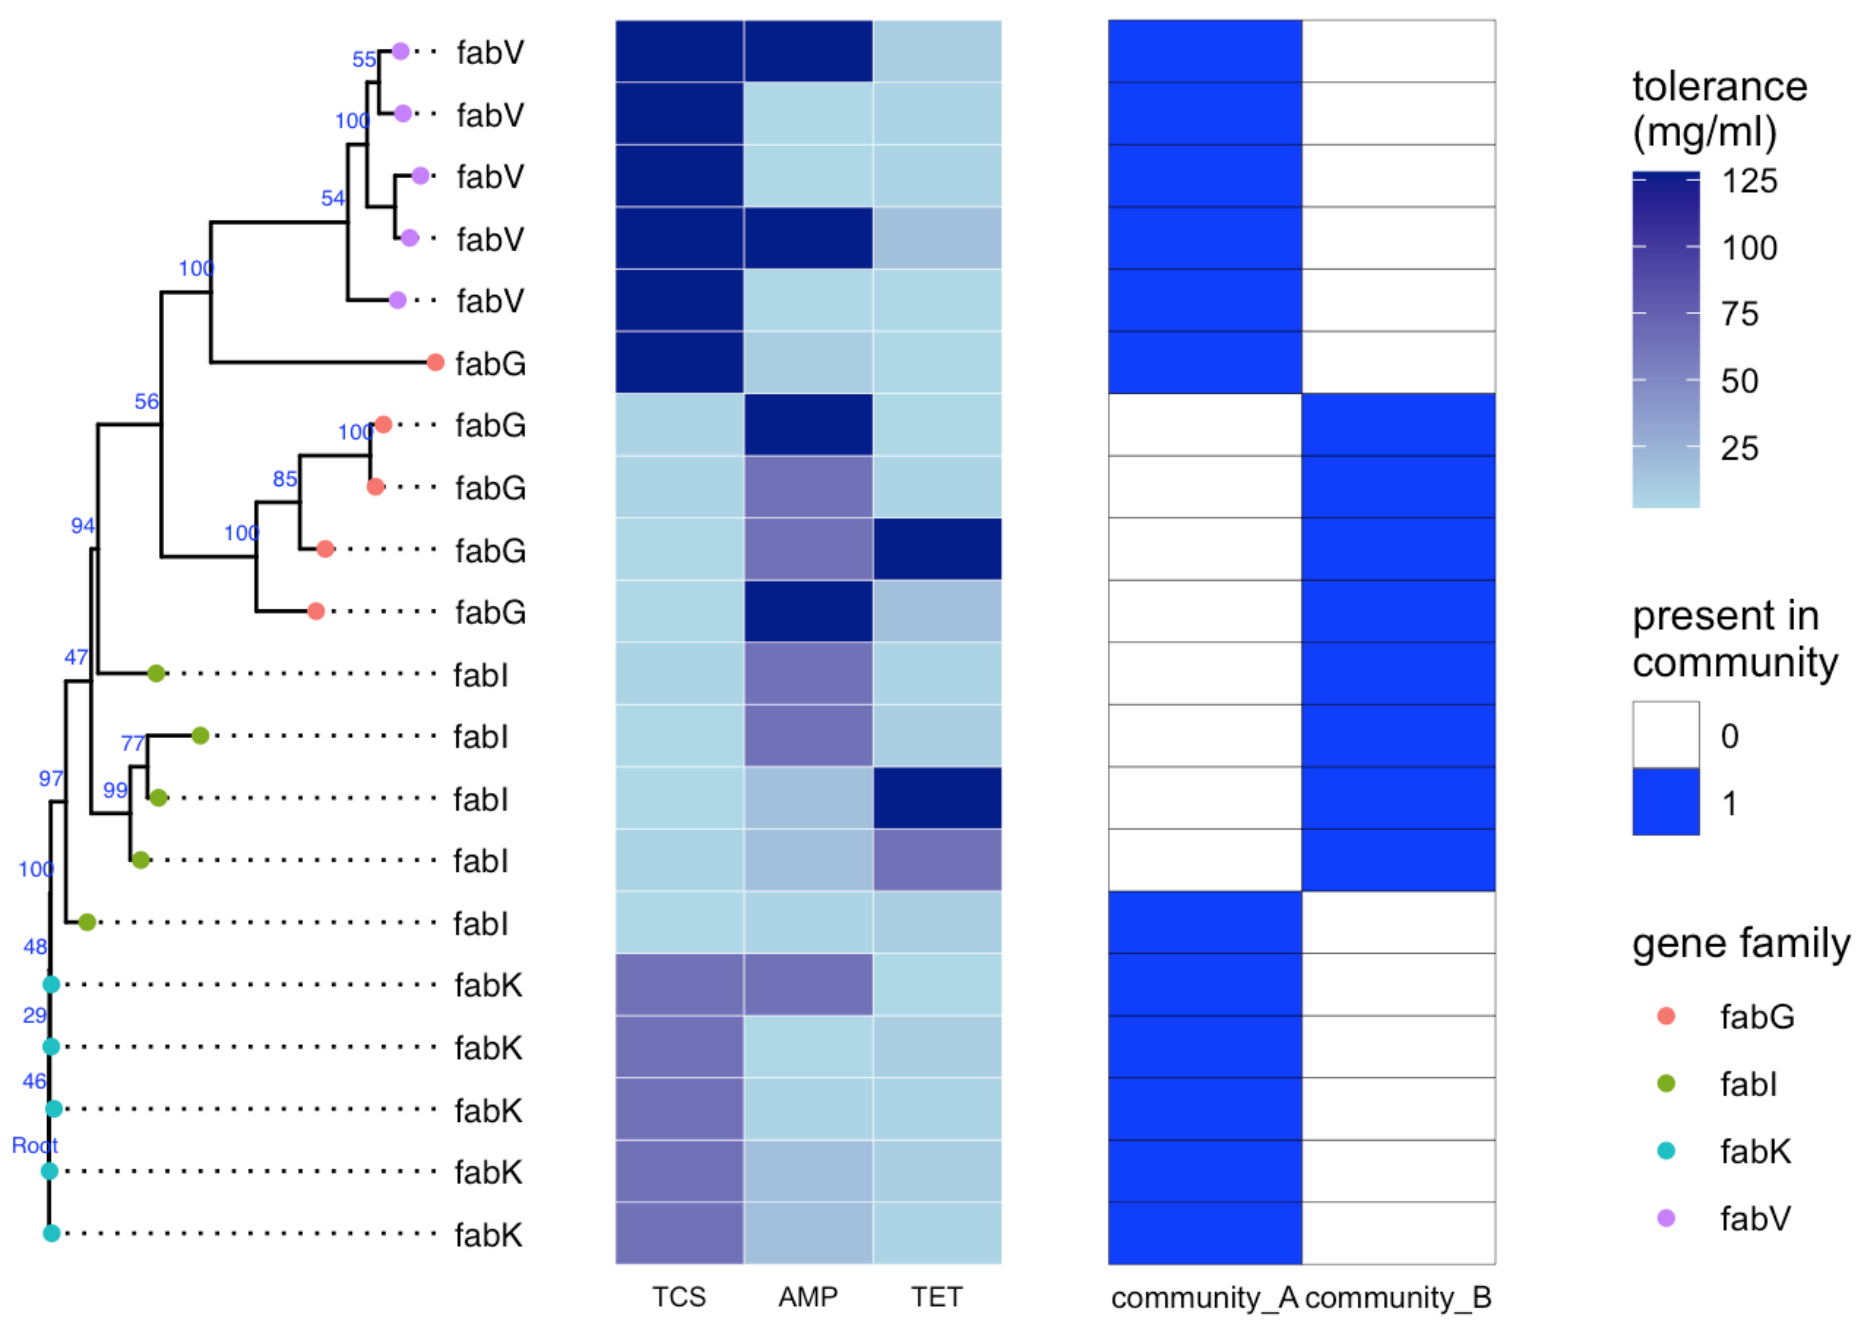 55
100
54
100
56
100
85
100
94
47
77
99
97
100
48
29
46
Root
fabV
fabV
fabV
fabV
fabV
fabG
fabG
fabG
fabG
fabG
fabI
fabI
fabI
fabI
fabI
fabK
fabK
fabK
fabK
fabK
TCS AMP TET
community_A community_B
tolerance
(mg/ml)
125
100
75
50
25
present in
community
0
1
gene family
fabG
fabI
fabK
fabV